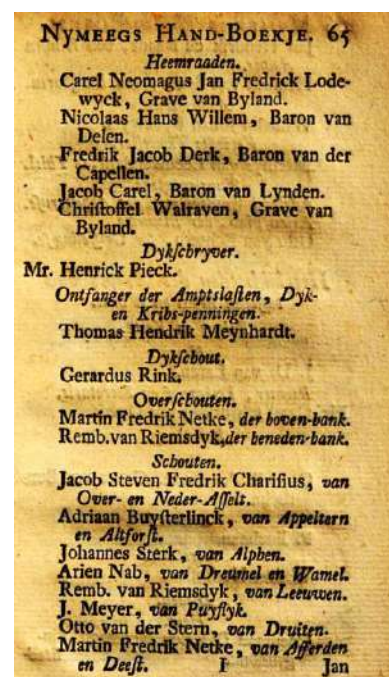 NYMEEGS HAND-BOEKJE. 65
Heemraaden.
Carel Neomagus Jan Fredrick Lode-
wyck, Grave van Byland.
Nicolaas Hans Willem, Baron van
Delen.
Fredrik Jacob Derk, Baron van der
Capellen.
Jacob Carel, Baron van Lynden.
Chriſtoffel Walraven, Grave van
Byland.
Dykſchryver.
Mr. Henrick Pieck.
Ontfanger der Amptslaſten, Dyk-
en Kribs-penningen.
Thomas Hendrik Meynhardt.
Dykſchout.
Gerardus Rink.
Overſchouten.
Martin Fredrik Netke, der boven-bank.
Remb. van Riemsdyk, der beneden-bank.
Schouten.
Jacob Steven Fredrik Chariſius, van
Over- en Neder-Aſſelt.
Adriaan Buyſterlinck, van Appeltern
en Altforſt.
Johannes Sterk, van Alphen.
Arien Nab, van Dreumel en Wamel.
Remb. van Riemsdyk, van Leeuwen.
J. Meyer, van Puyflyk.
Otto van der Stern, van Druiten.
Martin Fredrik Netke, van Afferden
en Deeſt. I Jan